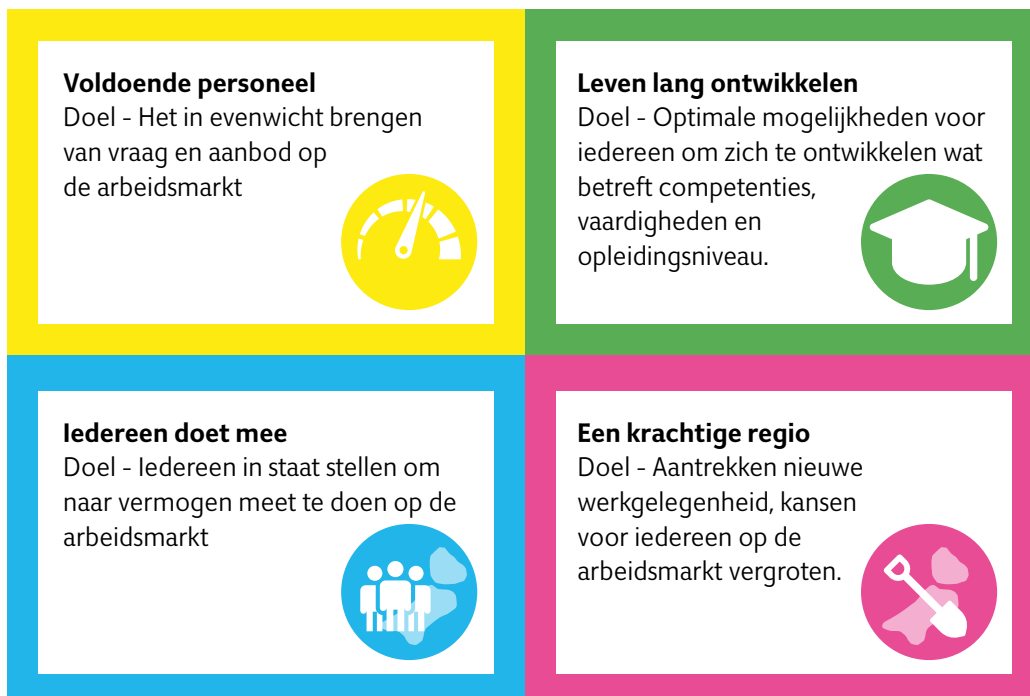 Voldoende personeel
Doel - Het in evenwicht brengen
van vraag en aanbod op
de arbeidsmarkt
Leven lang ontwikkelen
Doel - Optimale mogelijkheden voor
iedereen om zich te ontwikkelen wat
betreft competenties,
vaardigheden en
opleidingsniveau.
Iedereen doet mee
Doel - Iedereen in staat stellen om
naar vermogen meet te doen op de
arbeidsmarkt
Een krachtige regio
Doel - Aantrekken nieuwe
werkgelegenheid, kansen
voor iedereen op de
arbeidsmarkt vergroten.